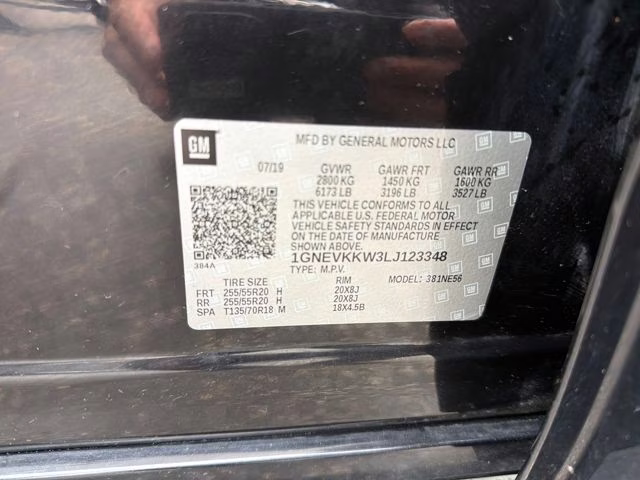 GM
MFD BY GENERAL MOTORS LLC
07/19 GVWR GAWR FRT GAWR RR
2800 KG 1450 KG 1600 KG
6173 LB 3196 LB 3527 LB
THIS VEHICLE CONFORMS TO ALL
APPLICABLE U.S. FEDERAL MOTOR
VEHICLE SAFETY STANDARDS IN EFFECT
ON THE DATE OF MANUFACTURE
SHOWN ABOVE.
384A 1GNEVKKW3LJ123348
TYPE: M.P.V. MODEL: 381NE56
TIRE SIZE RIM
FRT 255/55R20 H 20X8J
RR 255/55R20 H 20X8J
SPA T135/70R18 M 18X4.5B